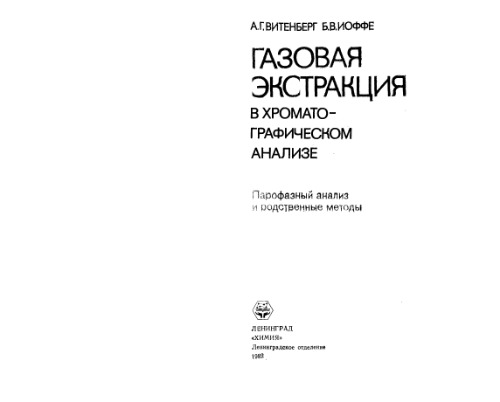 А.Г.ВИТЕНБЕРГ Б.В.ИОФФЕ
ГАЗОВАЯ
ЭКСТРАКЦИЯ
В ХРОМАТО-
ГРАФИЧЕСКОМ
АНАЛИЗЕ
Парофазный анализ
и родственные методы
ЛЕНИНГРАД
«ХИМИЯ»
Ленинградское отделение